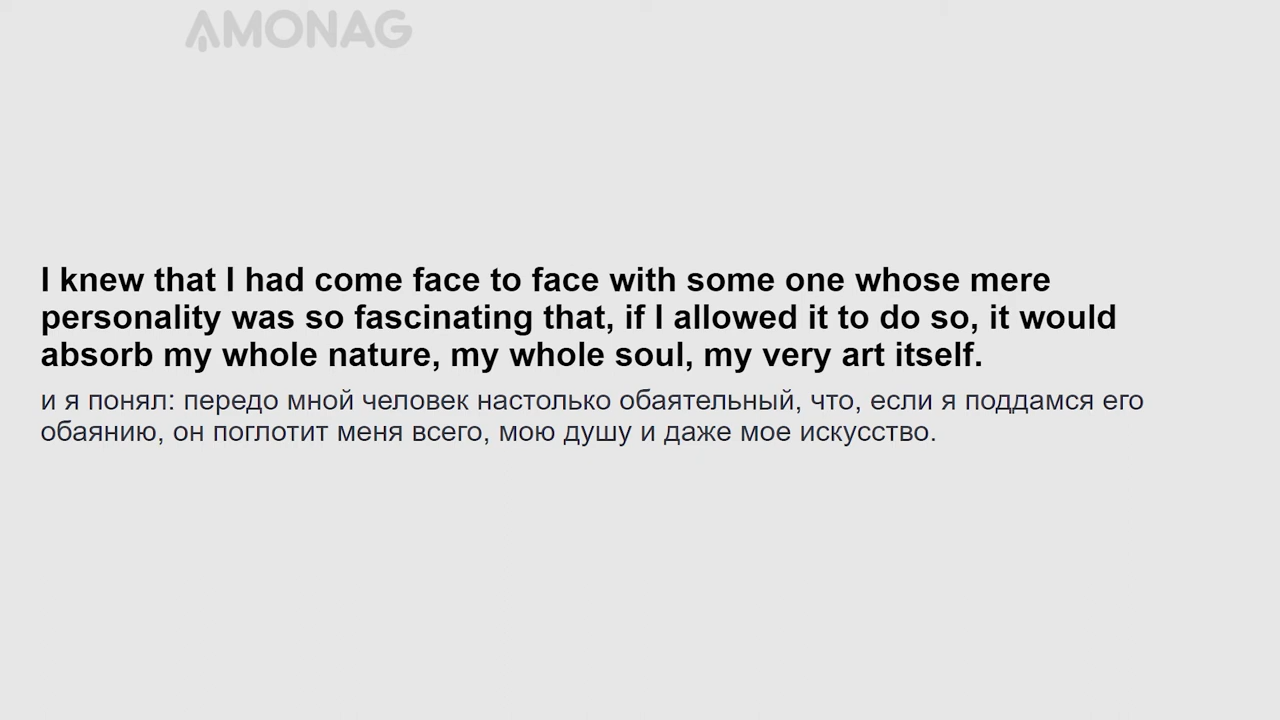 AMONAG
I knew that I had come face to face with some one whose mere
personality was so fascinating that, if I allowed it to do so, it would
absorb my whole nature, my whole soul, my very art itself.
и я понял: передо мной человек настолько обаятельный, что, если я поддамся его
обаянию, он поглотит меня всего, мою душу и даже мое искусство.